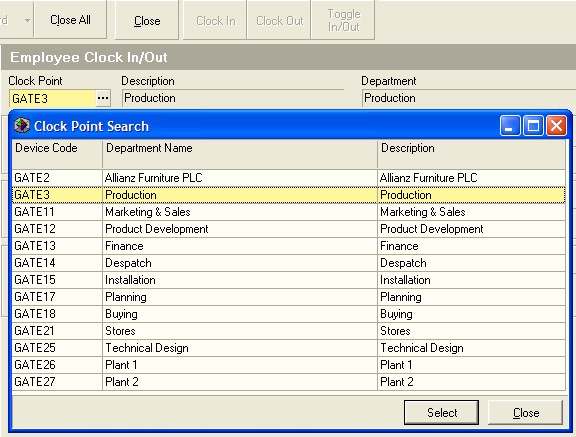 Close All Close Clock In Clock Out Toggle In/Out
Employee Clock In/Out
Clock Point Description Department
GATE3 ... Production Production
Clock Point Search
Device Code Department Name Description
GATE2 Allianz Furniture PLC Allianz Furniture PLC
GATE3 Production Production
GATE11 Marketing & Sales Marketing & Sales
GATE12 Product Development Product Development
GATE13 Finance Finance
GATE14 Despatch Despatch
GATE15 Installation Installation
GATE17 Planning Planning
GATE18 Buying Buying
GATE21 Stores Stores
GATE25 Technical Design Technical Design
GATE26 Plant 1 Plant 1
GATE27 Plant 2 Plant 2
Select Close